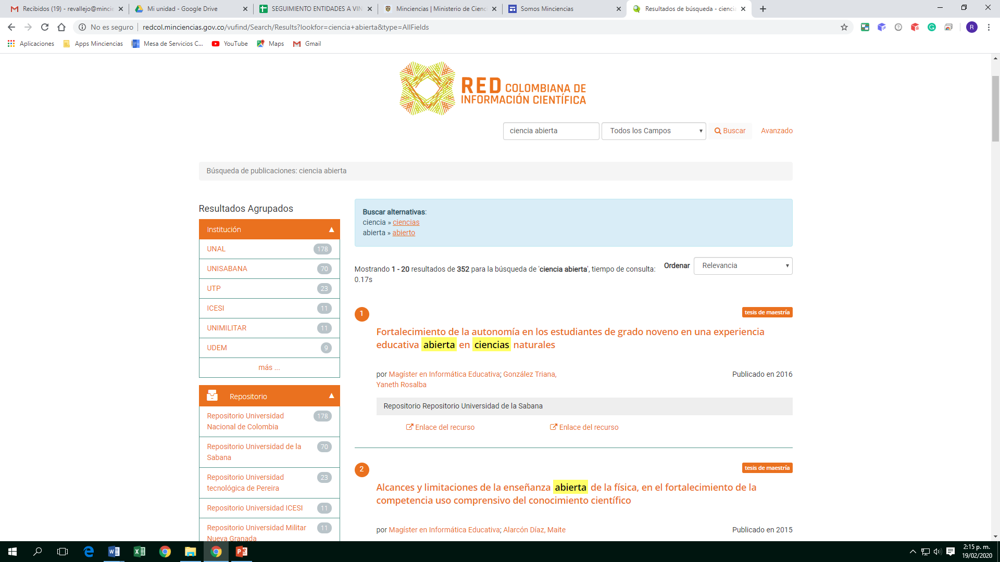 Recibidos (19) - revallejo@mincie
Mi unidad - Google Drive
SEGUIMIENTO ENTIDADES A VIN
Minciencias | Ministerio de Cienc
Somos Minciencias
Resultados de búsqueda - ciencia
No es seguro
redcol.minciencias.gov.co/vufind/Search/Results?lookfor=ciencia+abierta&type=AllFields
R
Aplicaciones
Apps Minciencias
Mesa de Servicios C...
YouTube
Maps
Gmail
RED COLOMBIANA DE
INFORMACIÓN CIENTÍFICA
ciencia abierta
Todos los Campos
Buscar
Avanzado
Búsqueda de publicaciones: ciencia abierta
Resultados Agrupados
Institución
UNAL 178
UNISABANA 70
UTP 23
ICESI 11
UNIMILITAR 11
UDEM 9
más ...
Repositorio
Repositorio Universidad 178
Nacional de Colombia
Repositorio Universidad de la 70
Sabana
Repositorio Universidad 23
tecnológica de Pereira
Repositorio Universidad ICESI 11
Repositorio Universidad Militar 11
Nueva Granada
Buscar alternativas:
ciencia » ciencias
abierta » abierto
Mostrando 1 - 20 resultados de 352 para la búsqueda de 'ciencia abierta', tiempo de consulta:
0.17s
Ordenar Relevancia
1
tesis de maestría
Fortalecimiento de la autonomía en los estudiantes de grado noveno en una experiencia
educativa abierta en ciencias naturales
por Magíster en Informática Educativa; González Triana,
Yaneth Rosalba
Publicado en 2016
Repositorio Repositorio Universidad de la Sabana
Enlace del recurso
Enlace del recurso
2
tesis de maestría
Alcances y limitaciones de la enseñanza abierta de la física, en el fortalecimiento de la
competencia uso comprensivo del conocimiento científico
por Magíster en Informática Educativa; Alarcón Díaz, Maite
Publicado en 2015
2:15 p. m.
19/02/2020